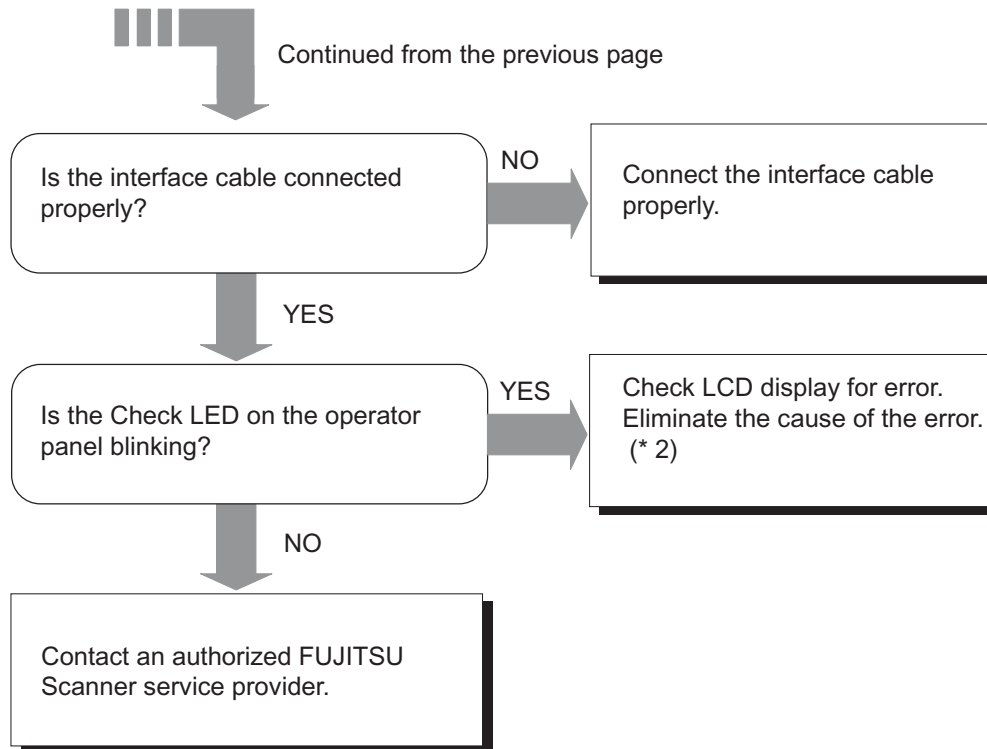 Continued from the previous page
Is the interface cable connected
properly?
NO
Connect the interface cable
properly.
YES
Is the Check LED on the operator
panel blinking?
YES
Check LCD display for error.
Eliminate the cause of the error.
(* 2)
NO
Contact an authorized FUJITSU
Scanner service provider.